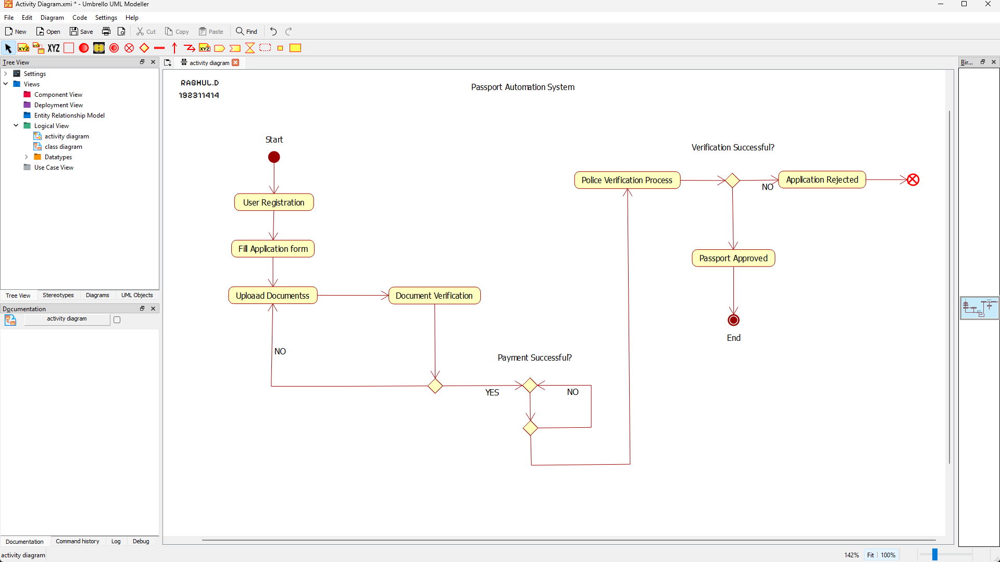 Activity Diagram.xmi * - Umbrello UML Modeller
File Edit Diagram Code Settings Help
New Open Save Cut Copy Paste Find
XYZ XYZ XYZ XYZ
Tree View
activity diagram
Bir...
Settings
Views
Component View
Deployment View
Entity Relationship Model
Logical View
activity diagram
class diagram
Datatypes
Use Case View
Tree View Stereotypes Diagrams UML Objects
Documentation
activity diagram
Documentation Command history Log Debug
RAGHUL.D
192311414
Passport Automation System
Start
User Registration
Fill Application form
Uploaad Documentss
Document Verification
NO
YES
Payment Successful?
NO
Police Verification Process
Verification Successful?
NO
Application Rejected
Passport Approved
End
activity diagram
142% Fit 100%